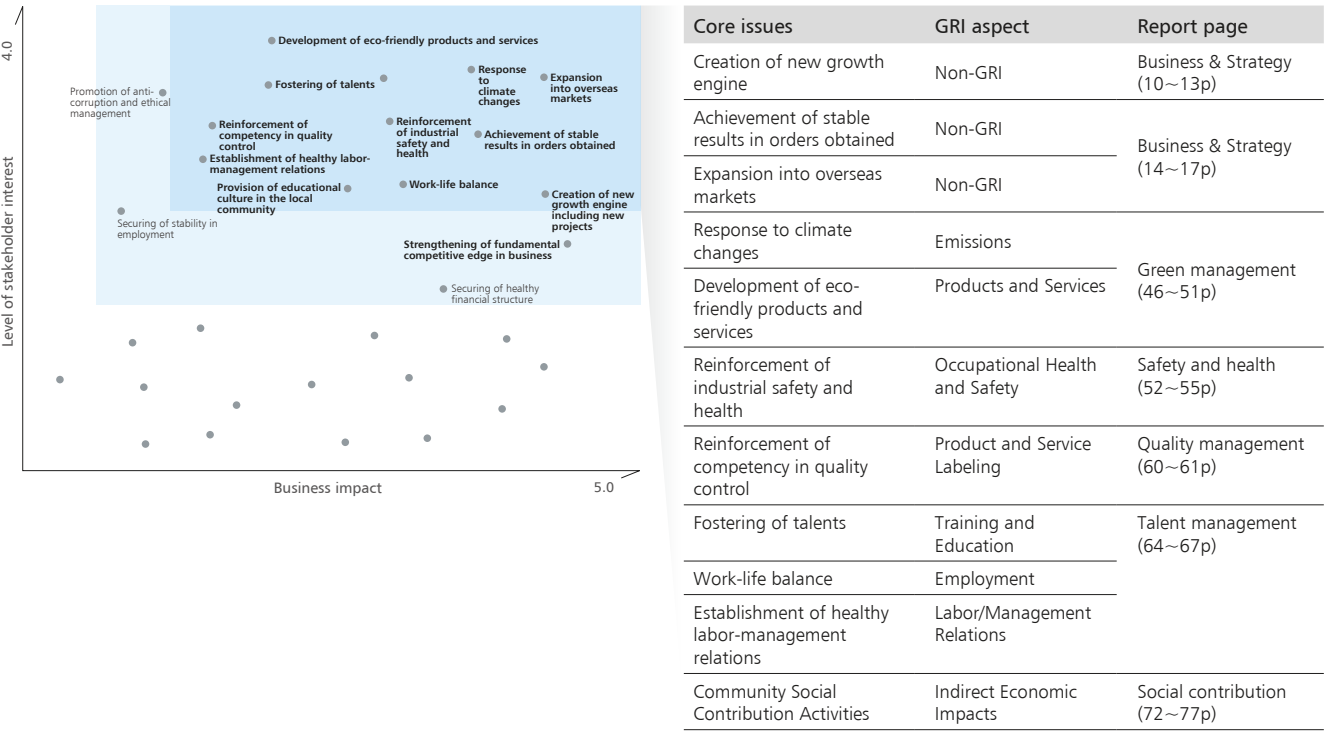 4.0
Level of stakeholder interest
Development of eco-friendly products and services
Promotion of anti-
corruption and ethical
management
Fostering of talents
Response
to
climate
changes
Expansion
into overseas
markets
Reinforcement of
competency in quality
control
Reinforcement
of industrial
safety and
health
Achievement of stable
results in orders obtained
Establishment of healthy labor-
management relations
Provision of educational
culture in the local
community
Work-life balance
Creation of new
growth engine
including new
projects
Securing of stability in
employment
Strengthening of fundamental
competitive edge in business
Securing of healthy
financial structure
Business impact
5.0
Core issues GRI aspect Report page
Creation of new growth
engine
Non-GRI
Business & Strategy
(10~13p)
Achievement of stable
results in orders obtained
Non-GRI
Business & Strategy
(14~17p)
Expansion into overseas
markets
Non-GRI
Response to climate
changes
Emissions
Green management
(46~51p)
Development of eco-
friendly products and
services
Products and Services
Reinforcement of
industrial safety and
health
Occupational Health
and Safety
Safety and health
(52~55p)
Reinforcement of
competency in quality
control
Product and Service
Labeling
Quality management
(60~61p)
Fostering of talents
Training and
Education
Talent management
(64~67p)
Work-life balance
Employment
Establishment of healthy
labor-management
relations
Labor/Management
Relations
Community Social
Contribution Activities
Indirect Economic
Impacts
Social contribution
(72~77p)